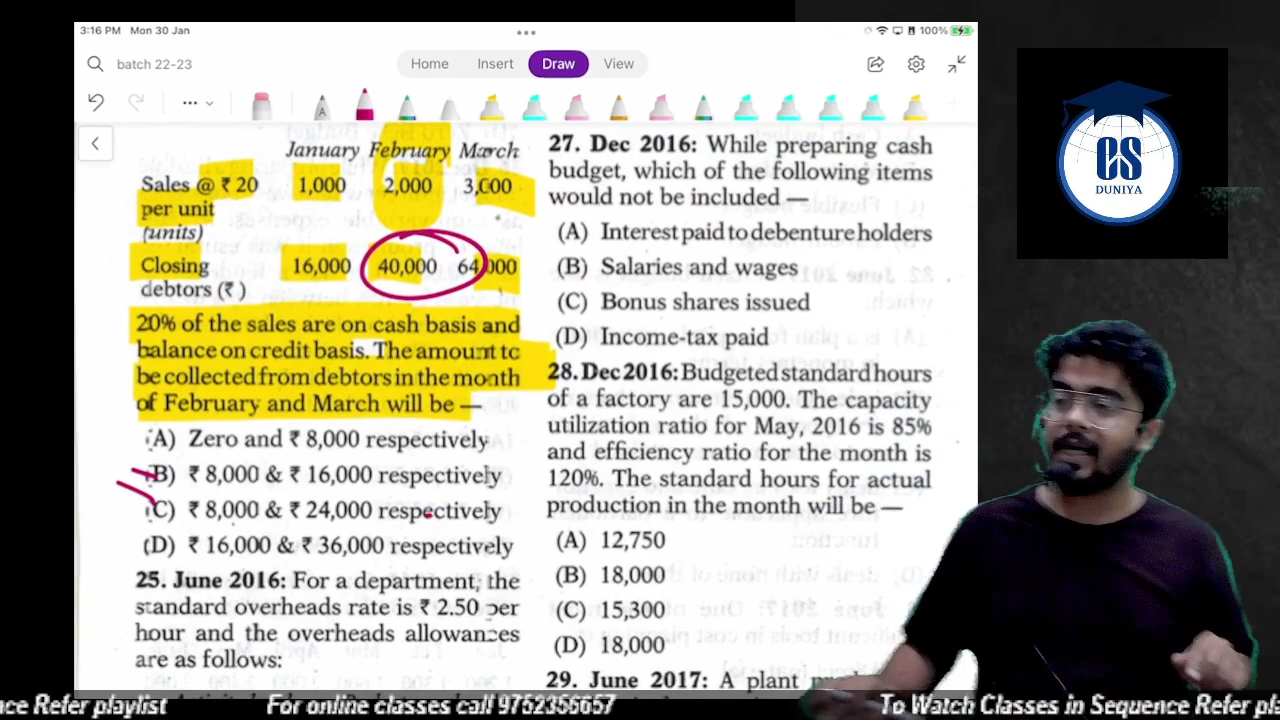 3:16 PM Mon 30 Jan
100%
batch 22-23
Home Insert Draw View
January February March
Sales @ ₹ 20 1,000 2,000 3,000
per unit
(units)
Closing 16,000 40,000 64,000
debtors (₹)
20% of the sales are on cash basis and
balance on credit basis. The amount to
be collected from debtors in the month
of February and March will be —
(A) Zero and ₹ 8,000 respectively
(B) ₹ 8,000 & ₹ 16,000 respectively
(C) ₹ 8,000 & ₹ 24,000 respectively
(D) ₹ 16,000 & ₹ 36,000 respectively
25. June 2016: For a department, the
standard overheads rate is ₹ 2.50 per
hour and the overheads allowances
are as follows:
27. Dec 2016: While preparing cash
budget, which of the following items
would not be included —
(A) Interest paid to debenture holders
(B) Salaries and wages
(C) Bonus shares issued
(D) Income-tax paid
28. Dec 2016: Budgeted standard hours
of a factory are 15,000. The capacity
utilization ratio for May, 2016 is 85%
and efficiency ratio for the month is
120%. The standard hours for actual
production in the month will be —
(A) 12,750
(B) 18,000
(C) 15,300
(D) 18,000
29. June 2017: A plant
CS
DUNIYA
nce Refer playlist For online classes call 9752356657 To Watch Classes in Sequence Refer pla